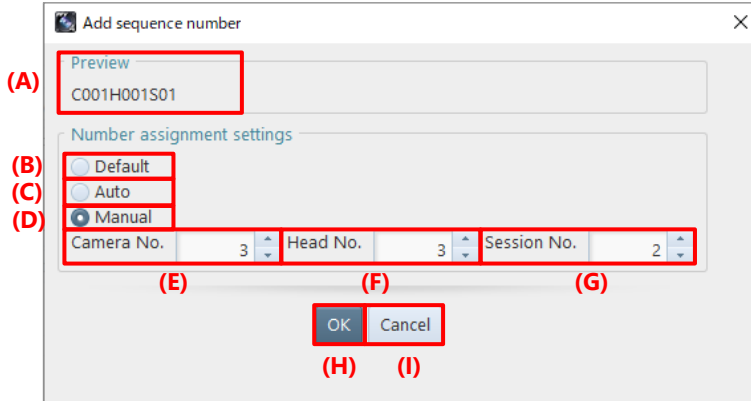 Add sequence number
(A)
Preview
C001H001S01
Number assignment settings
(B) Default
(C) Auto
(D) Manual
Camera No. 3 Head No. 3 Session No. 2
(E) (F) (G)
OK Cancel
(H) (I)